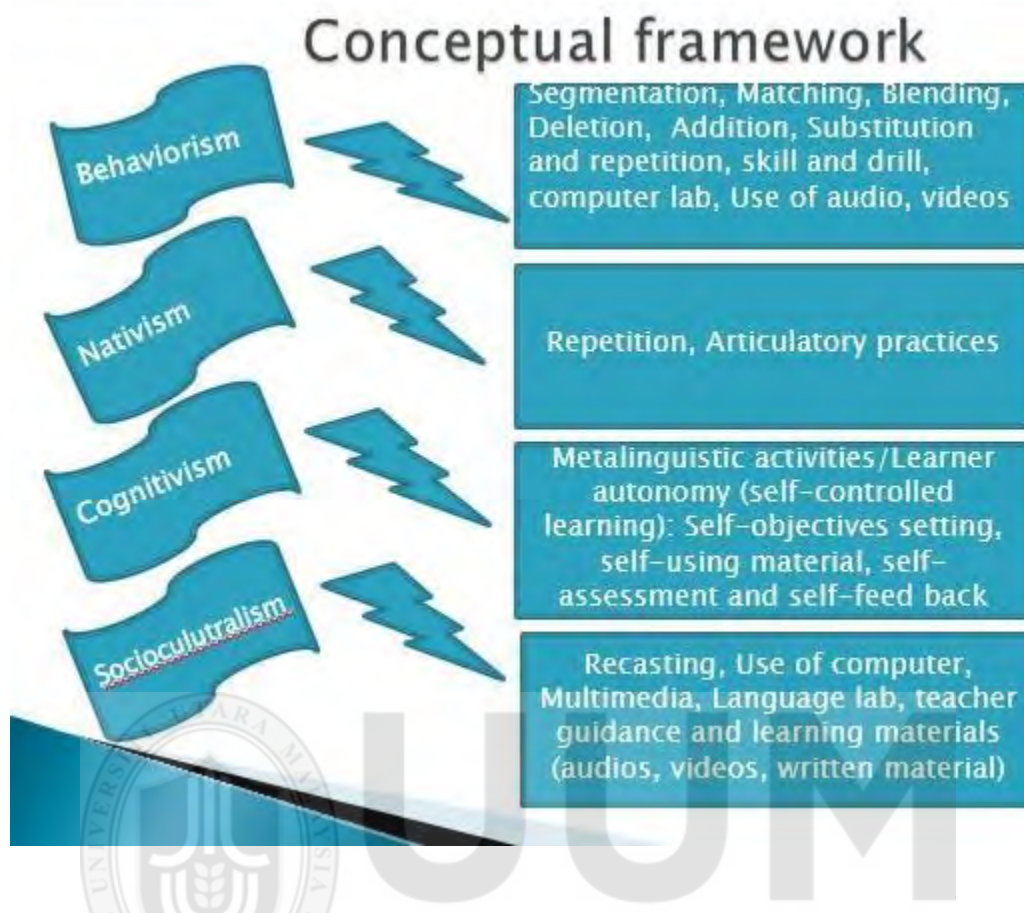 Conceptual framework
Behaviorism
Segmentation, Matching, Blending,
Deletion, Addition, Substitution
and repetition, skill and drill,
computer lab, Use of audio, videos
Nativism
Repetition, Articulatory practices
Cognitivism
Metalinguistic activities/Learner
autonomy (self-controlled
learning): Self-objectives setting,
self-using material, self-
assessment and self-feed back
Socioculutralism
Recasting, Use of computer,
Multimedia, Language lab, teacher
guidance and learning materials
(audios, videos, written material)
UUM